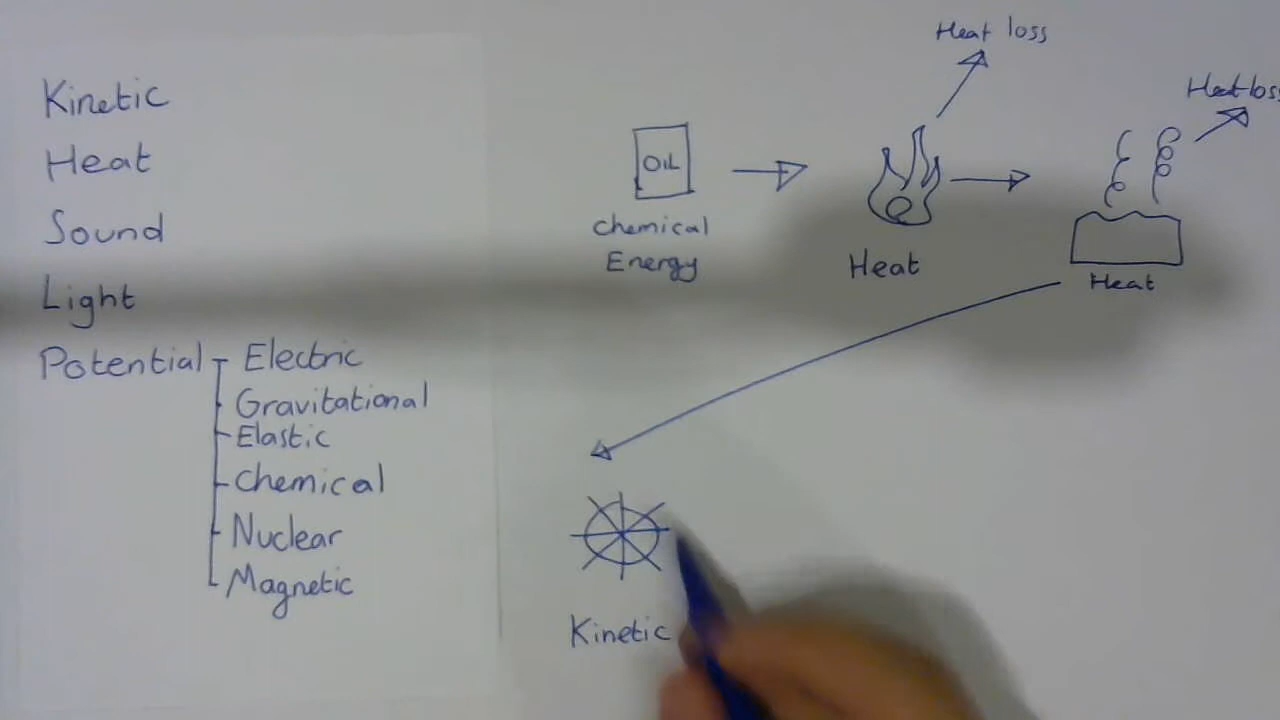 Kinetic
Heat
Sound
Light
Potential
Electric
Gravitational
Elastic
Chemical
Nuclear
Magnetic
OIL
Chemical
Energy
Heat loss
Heat
Heat loss
Heat
Kinetic